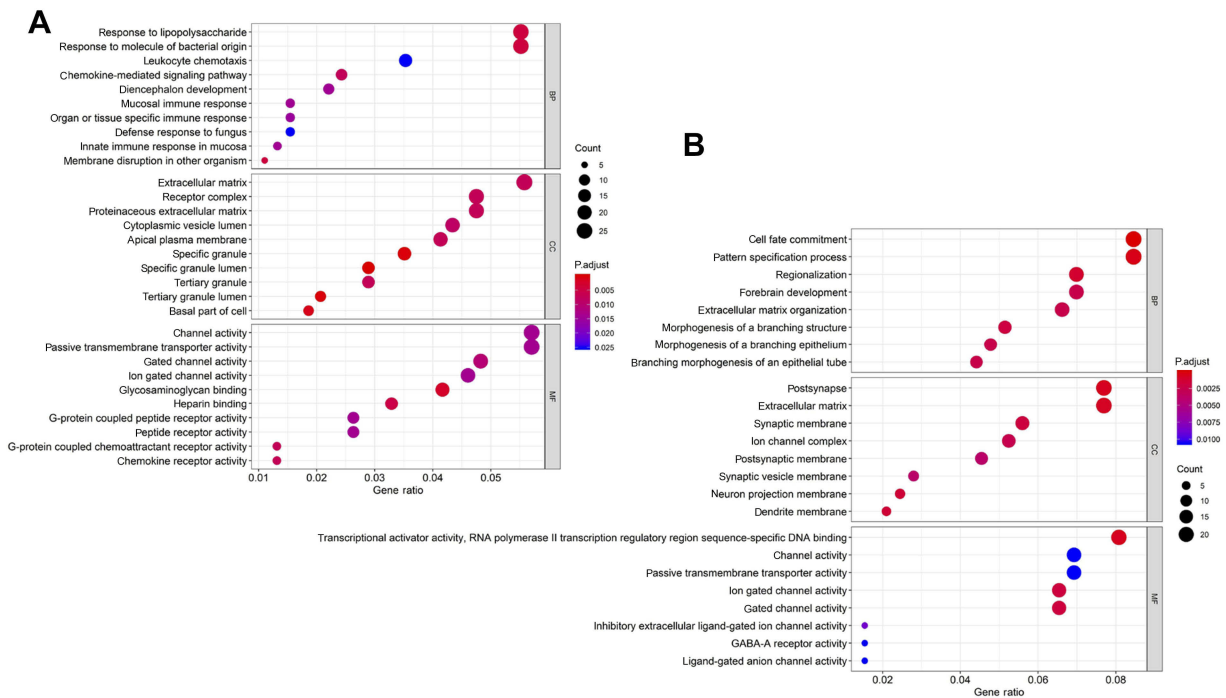 A
Response to lipopolysaccharide
Response to molecule of bacterial origin
Leukocyte chemotaxis
Chemokine-mediated signaling pathway
Diencephalon development
Mucosal immune response
Organ or tissue specific immune response
Defense response to fungus
Innate immune response in mucosa
Membrane disruption in other organism
BP
Extracellular matrix
Receptor complex
Proteinaceous extracellular matrix
Cytoplasmic vesicle lumen
Apical plasma membrane
Specific granule
Specific granule lumen
Tertiary granule
Tertiary granule lumen
Basal part of cell
CC
Channel activity
Passive transmembrane transporter activity
Gated channel activity
Ion gated channel activity
Glycosaminoglycan binding
Heparin binding
G-protein coupled peptide receptor activity
Peptide receptor activity
G-protein coupled chemoattractant receptor activity
Chemokine receptor activity
MF
0.01 0.02 0.03 0.04 0.05
Gene ratio
Count
5
10
15
20
25
P.adjust
0.005
0.010
0.015
0.020
0.025
B
Cell fate commitment
Pattern specification process
Regionalization
Forebrain development
Extracellular matrix organization
Morphogenesis of a branching structure
Morphogenesis of a branching epithelium
Branching morphogenesis of an epithelial tube
BP
Postsynapse
Extracellular matrix
Synaptic membrane
Ion channel complex
Postsynaptic membrane
Synaptic vesicle membrane
Neuron projection membrane
Dendrite membrane
CC
Transcriptional activator activity, RNA polymerase II transcription regulatory region sequence-specific DNA binding
Channel activity
Passive transmembrane transporter activity
Ion gated channel activity
Gated channel activity
Inhibitory extracellular ligand-gated ion channel activity
GABA-A receptor activity
Ligand-gated anion channel activity
MF
0.02 0.04 0.06 0.08
Gene ratio
P.adjust
0.0025
0.0050
0.0075
0.0100
Count
5
10
15
20